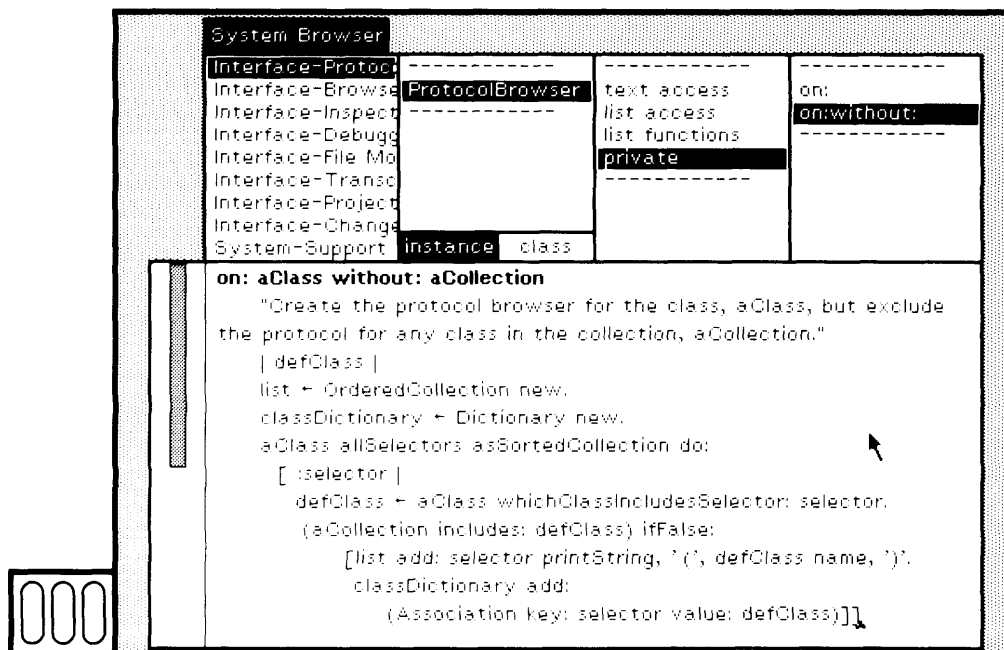 System Browser
Interface-Protoc
Interface-Browse
Interface-Inspect
Interface-Debugg
Interface-File Mo
Interface-Transc
Interface-Project
Interface-Change
System-Support
------------
ProtocolBrowser
------------
instance class
------------
text access
list access
list functions
private
------------
------------
on:
on:without:
------------
on: aClass without: aCollection
"Create the protocol browser for the class, aClass, but exclude
the protocol for any class in the collection, aCollection."
| defClass |
list ← OrderedCollection new.
classDictionary ← Dictionary new.
aClass allSelectors asSortedCollection do:
[ :selector |
defClass ← aClass whichClassIncludesSelector: selector.
(aCollection includes: defClass) ifFalse:
[list add: selector printString, ' (', defClass name, ')'.
classDictionary add:
(Association key: selector value: defClass)]]